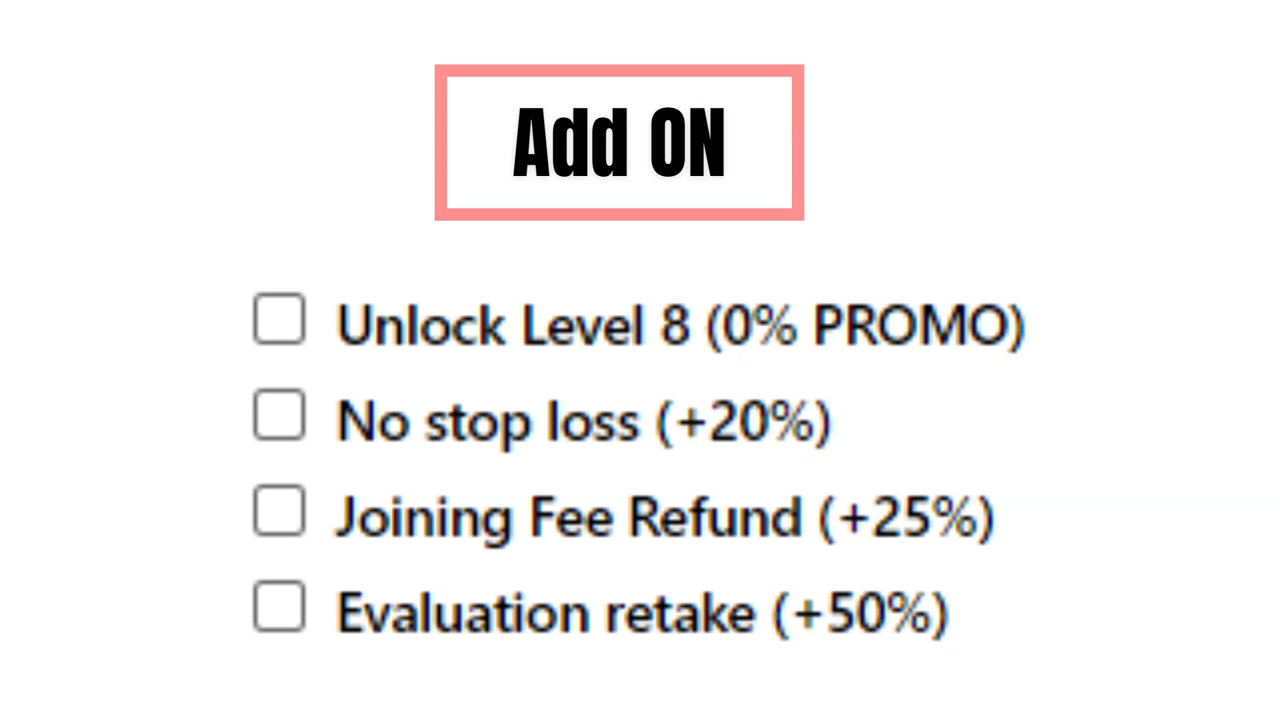 Add ON
Unlock Level 8 (0% PROMO)
No stop loss (+20%)
Joining Fee Refund (+25%)
Evaluation retake (+50%)